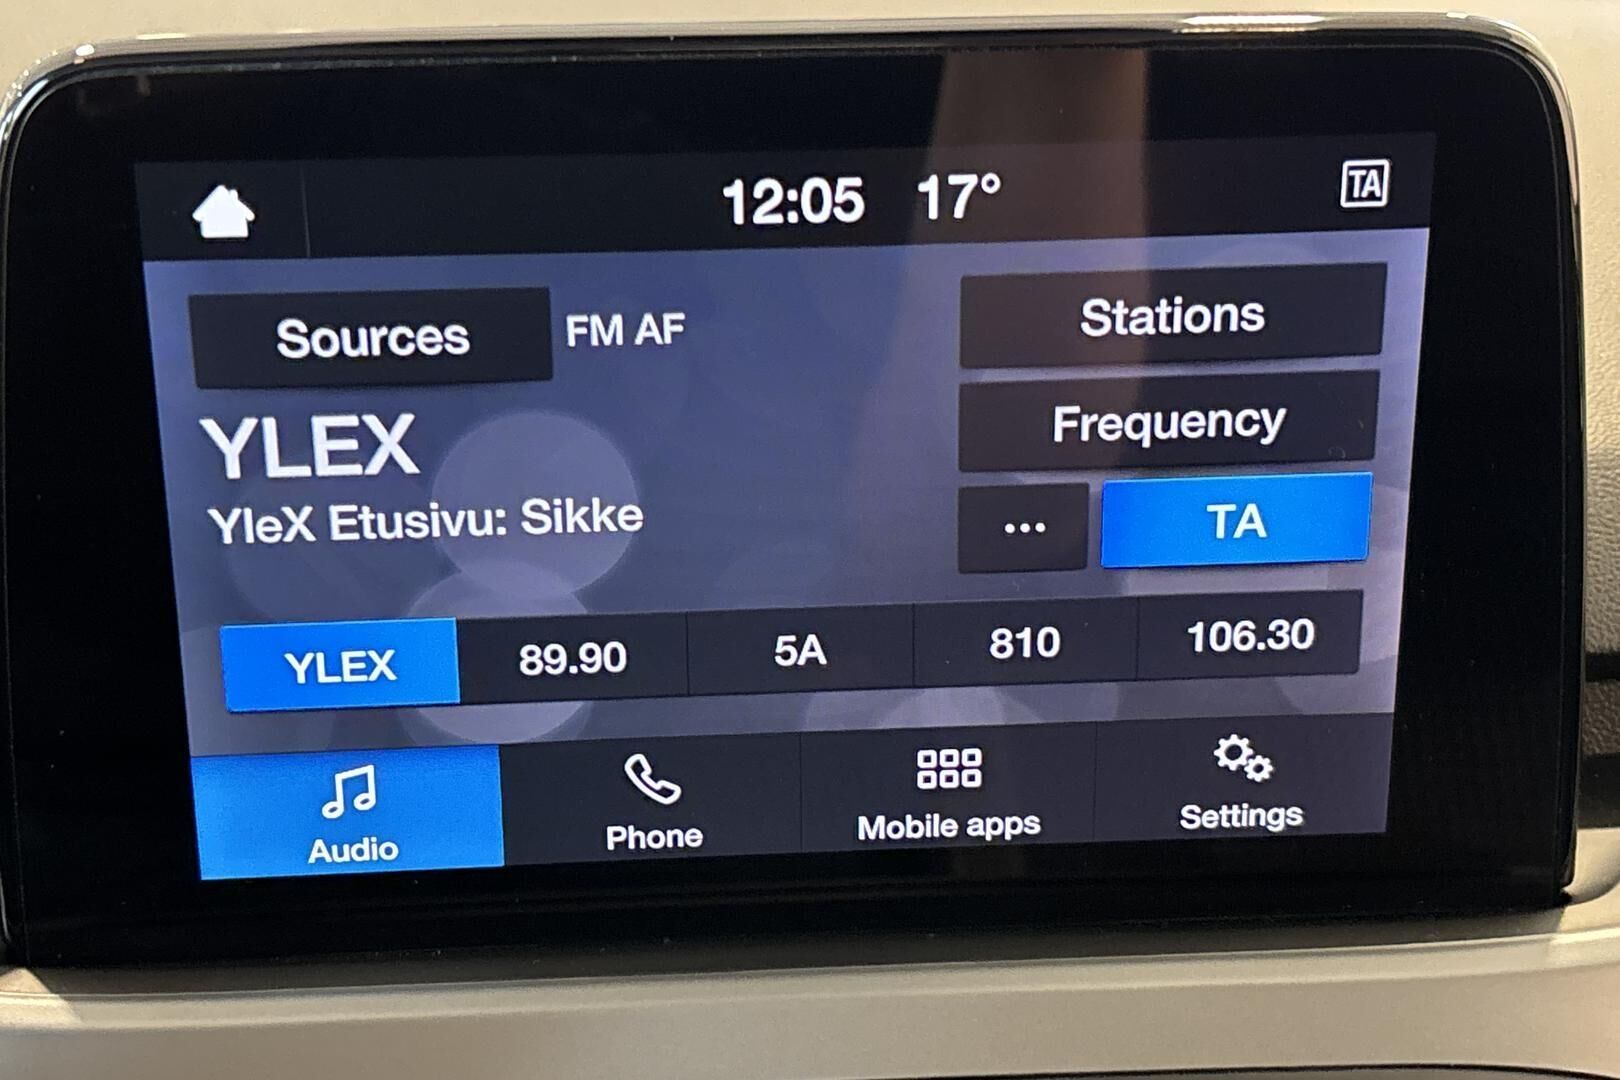 12:05 17° TA
Sources FM AF Stations
YLEX Frequency
YleX Etusivu: Sikke ... TA
YLEX 89.90 5A 810 106.30
Audio Phone Mobile apps Settings